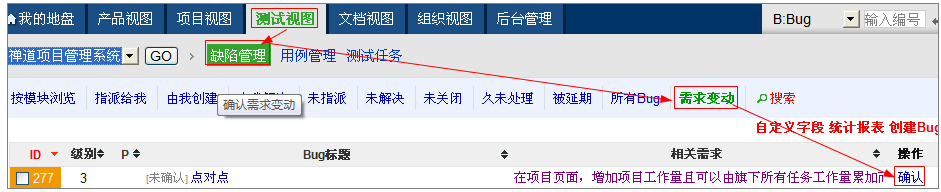 我的地盘 产品视图 项目视图 测试视图 文档视图 组织视图 后台管理 B:Bug 输入编号
禅道项目管理系统 GO > 缺陷管理 用例管理 测试任务
按模块浏览 指派给我 由我创建 未指派 未解决 未关闭 久未处理 被延期 所有Bug 需求变动 搜索
确认需求变动
自定义字段 统计报表 创建Bug
ID 级别 P Bug标题 相关需求 操作
277 3 [未确认] 点对点 在项目页面，增加项目工作量且可以由旗下所有任务工作量累加而 确认